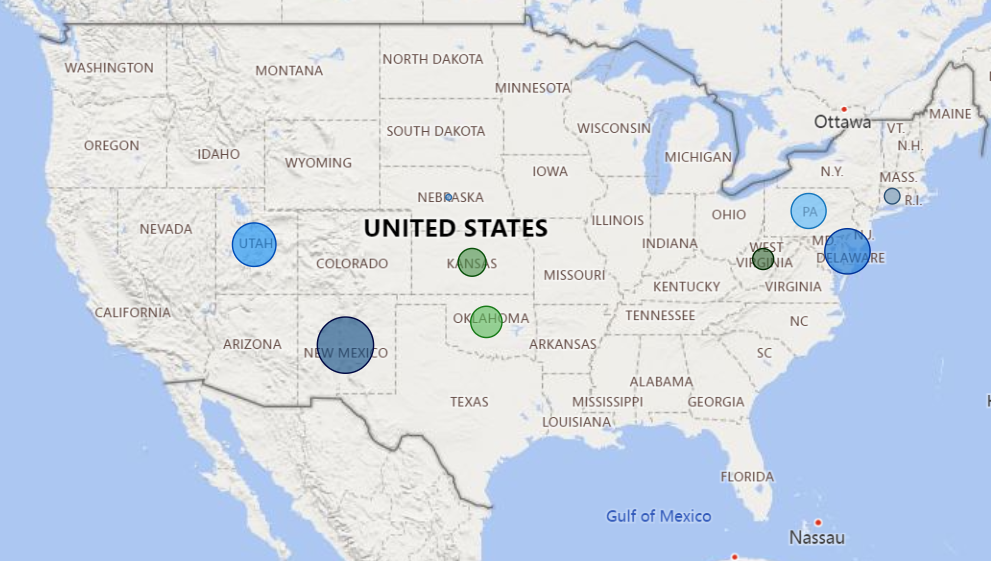 WASHINGTON
MONTANA
NORTH DAKOTA
MINNESOTA
Ottawa
MAINE
VT.
N.H.
OREGON
IDAHO
WYOMING
SOUTH DAKOTA
WISCONSIN
MICHIGAN
IOWA
N.Y.
MASS.
R.I.
NEBRASKA
NEVADA
UTAH
UNITED STATES
ILLINOIS
INDIANA
OHIO
PA
MD
N.J.
COLORADO
KANSAS
MISSOURI
WEST
VIRGINIA
DELAWARE
KENTUCKY
VIRGINIA
CALIFORNIA
ARIZONA
NEW MEXICO
OKLAHOMA
ARKANSAS
TENNESSEE
NC
SC
TEXAS
LOUISIANA
MISSISSIPPI
ALABAMA
GEORGIA
FLORIDA
Gulf of Mexico
Nassau